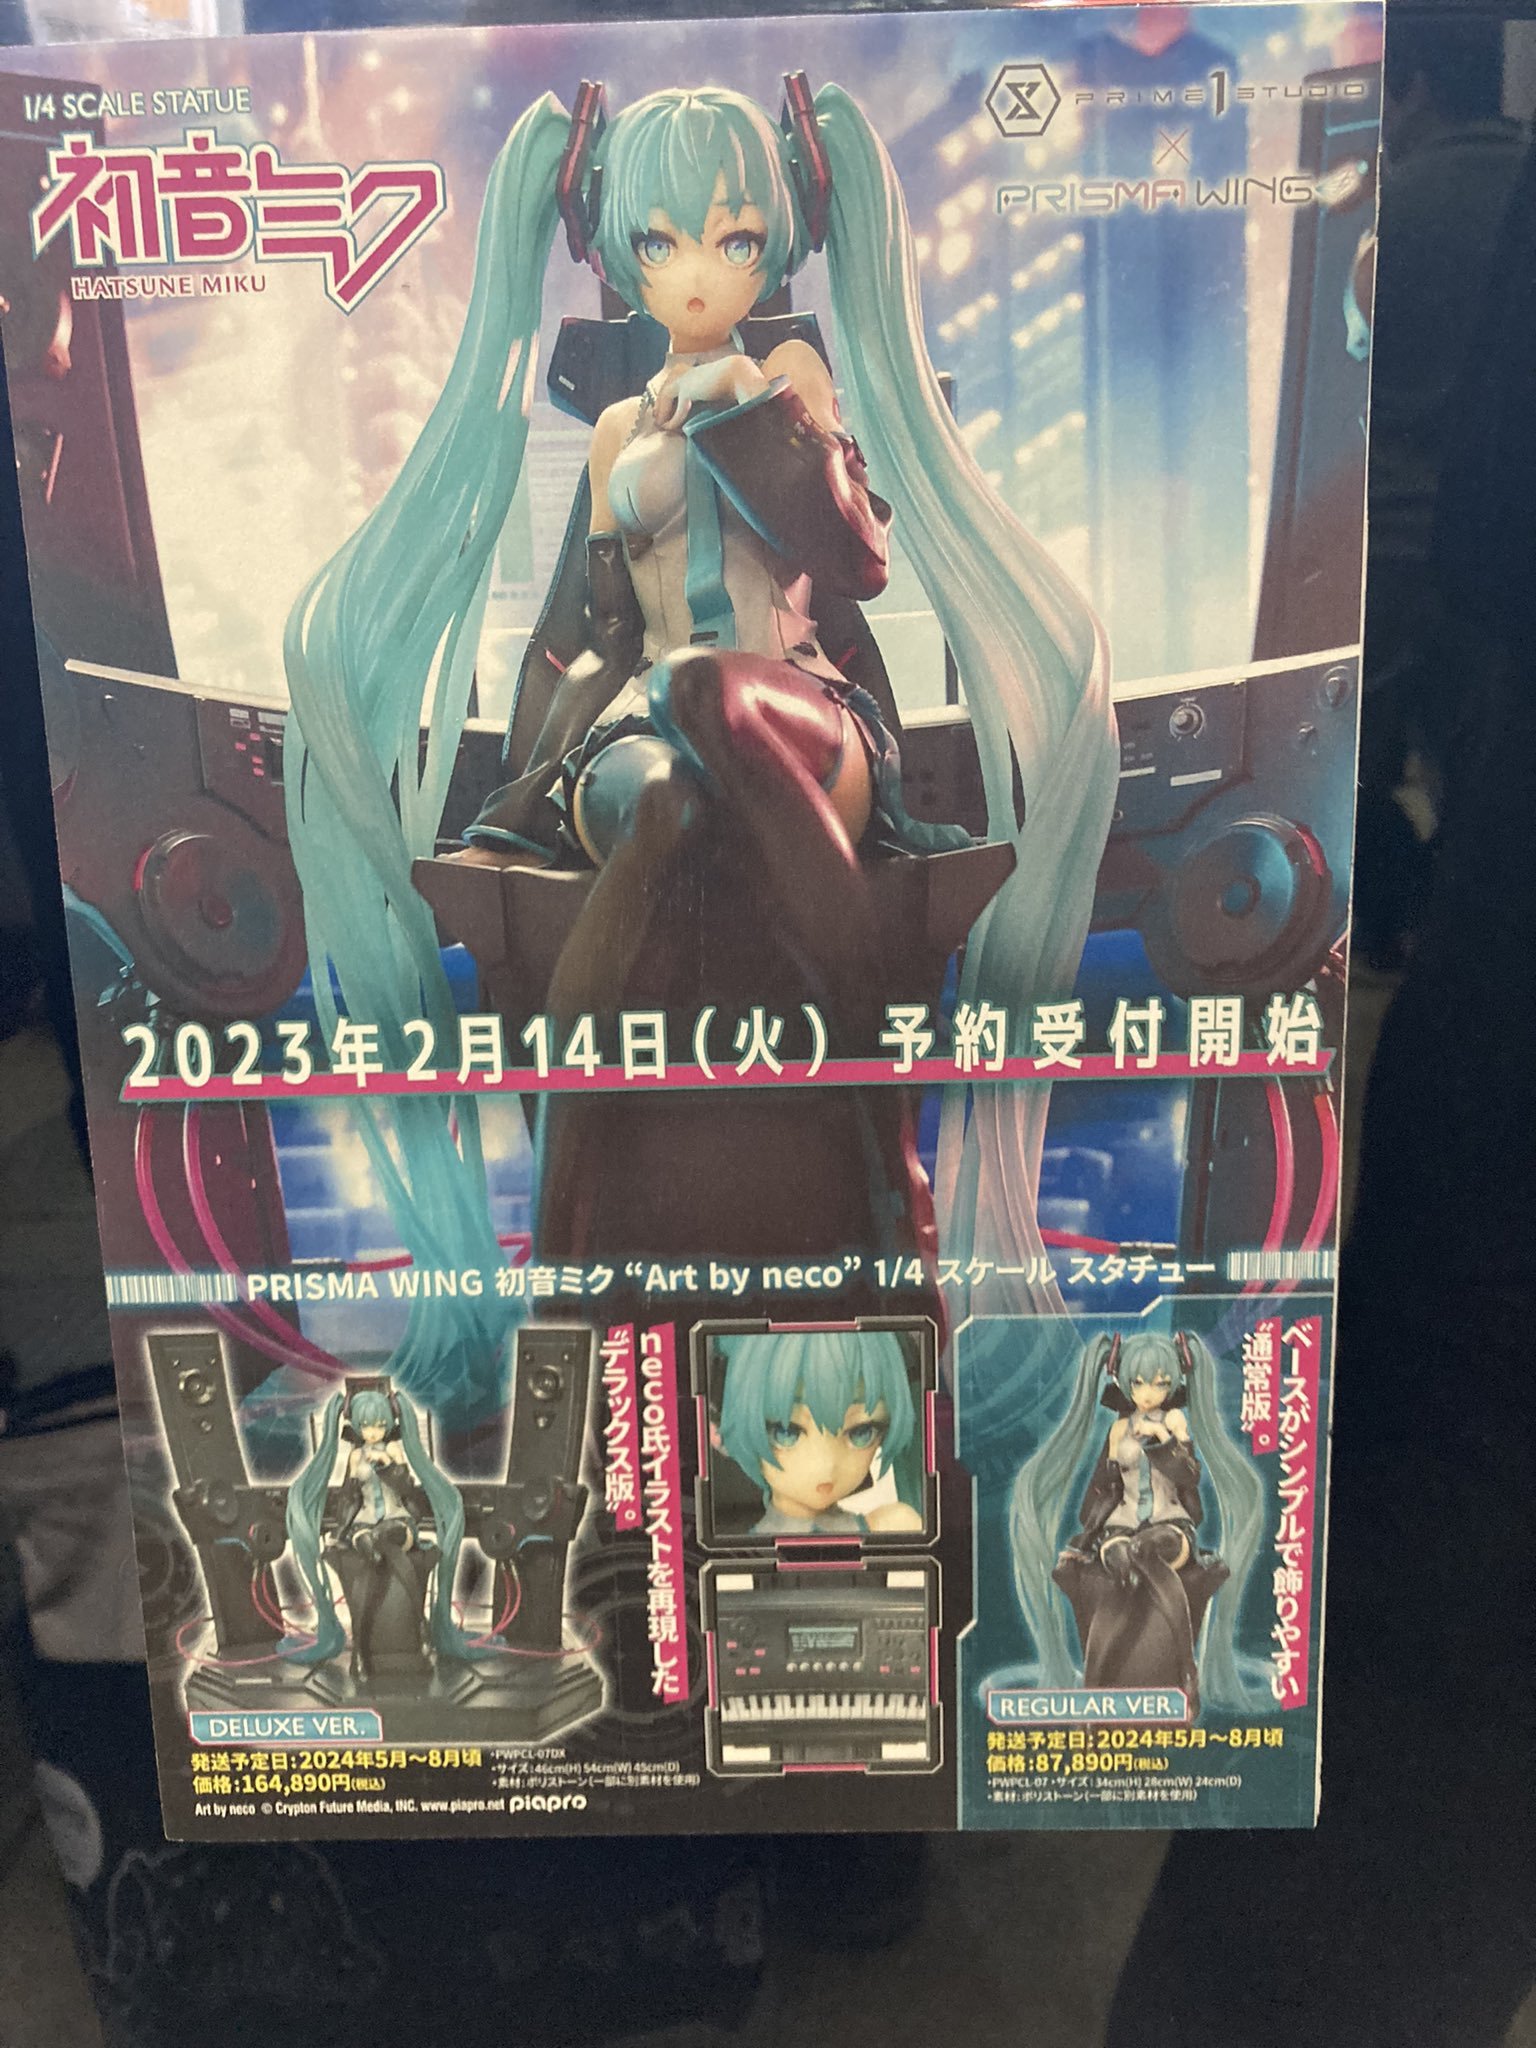 1/4 SCALE STATUE
初音ミク
HATSUNE MIKU
PRIME 1 STUDIO
×
PRISMA WING
2023年2月14日(火) 予約受付開始
PRISMA WING 初音ミク “Art by neco” 1/4 スケール スタチュー
neco氏イラストを再現した
“デラックス版”。
DELUXE VER.
発送予定日:2024年5月~8月頃
価格:164,890円(税込)
・PWPCL-07DX
・サイズ:46cm(H) 54cm(W) 45cm(D)
・素材:ポリストーン(一部に別素材を使用)
Art by neco © Crypton Future Media, INC. www.piapro.net piapro
ベースがシンプルで飾りやすい
“通常版”。
REGULAR VER.
発送予定日:2024年5月~8月頃
価格:87,890円(税込)
・PWPCL-07 ・サイズ:34cm(H) 28cm(W) 24cm(D)
・素材:ポリストーン(一部に別素材を使用)